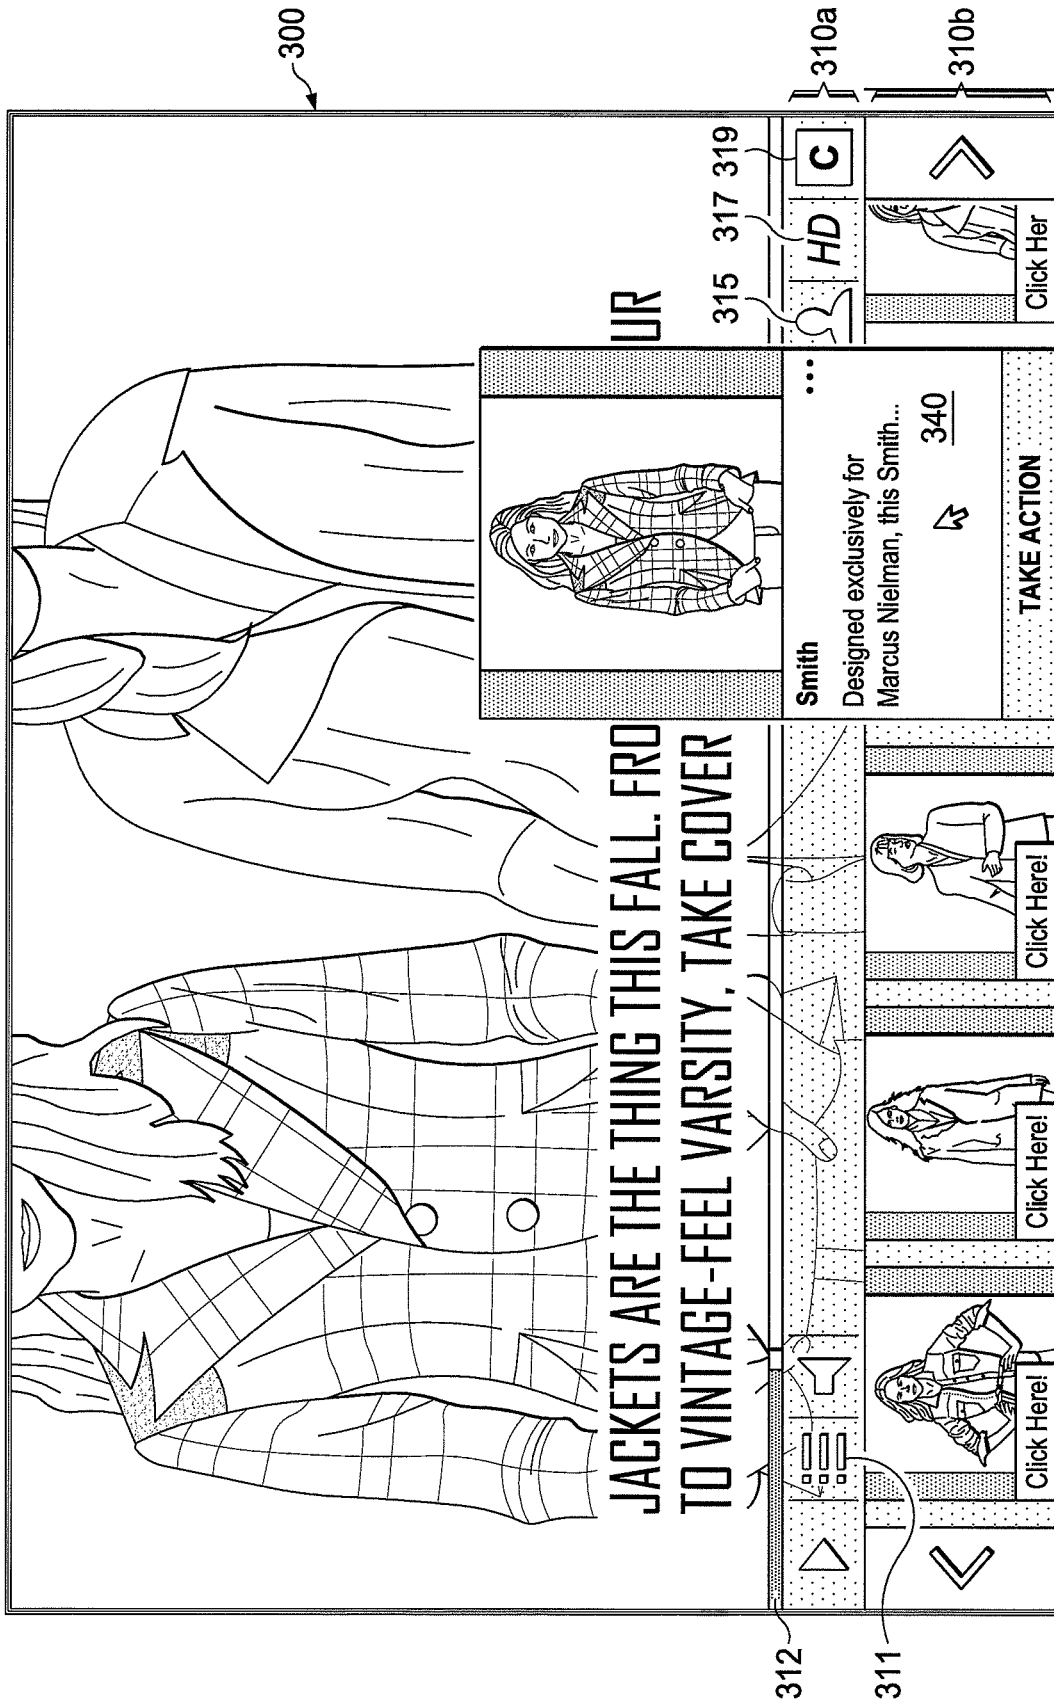 300
JACKETS ARE THE THING THIS FALL. FRO UR
TO VINTAGE-FEEL VARSITY, TAKE COVER
315
317
319
312
HD
C
310a
311
Smith
...
Designed exclusively for
Marcus Nielman, this Smith...
340
TAKE ACTION
Click Here!
Click Here!
Click Here!
Click Her
310b